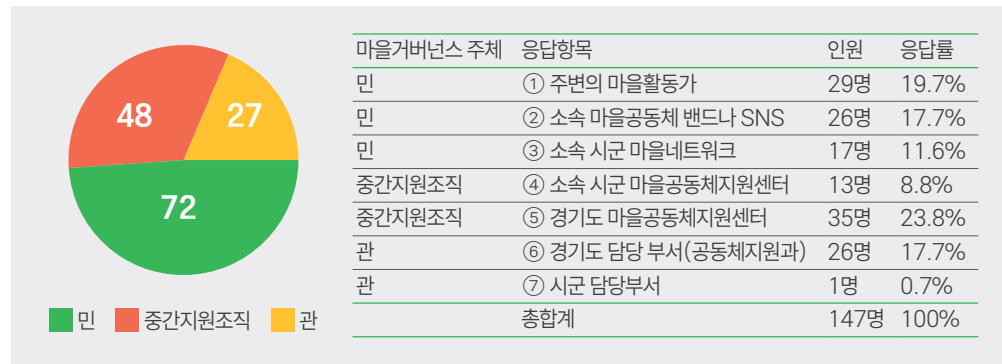 48
27
72
민 중간지원조직 관
마을거버넌스 주체 응답항목 인원 응답률
민 ① 주변의 마을활동가 29명 19.7%
민 ② 소속 마을공동체 밴드나 SNS 26명 17.7%
민 ③ 소속 시군 마을네트워크 17명 11.6%
중간지원조직 ④ 소속 시군 마을공동체지원센터 13명 8.8%
중간지원조직 ⑤ 경기도 마을공동체지원센터 35명 23.8%
관 ⑥ 경기도 담당 부서(공동체지원과) 26명 17.7%
관 ⑦ 시군 담당부서 1명 0.7%
총합계 147명 100%